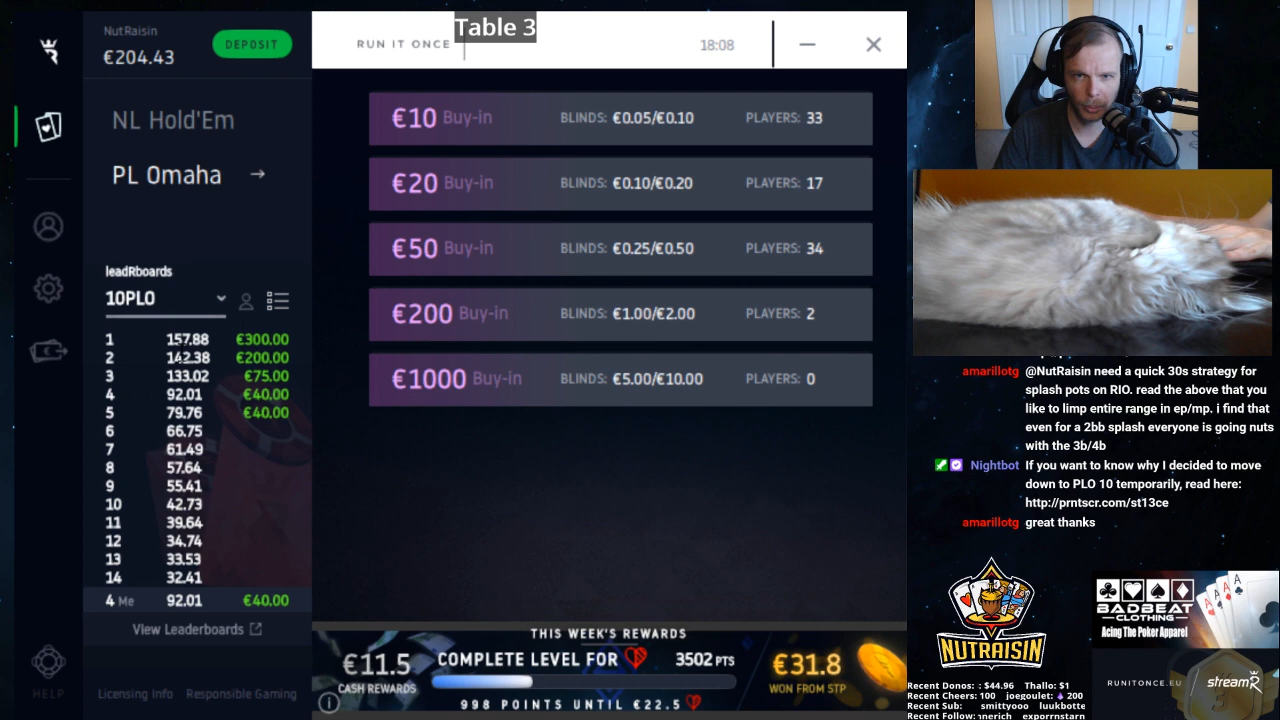 NutRaisin
€204.43
DEPOSIT
NL Hold'Em
PL Omaha →
leadRboards
10PLO
1 157.88 €300.00
2 142.38 €200.00
3 133.02 €75.00
4 92.01 €40.00
5 79.76 €40.00
6 66.75
7 61.49
8 57.64
9 55.41
10 42.73
11 39.64
12 34.74
13 33.53
14 32.41
4 Me 92.01 €40.00
View Leaderboards
HELP
Licensing Info Responsible Gaming
RUN IT ONCE
Table 3
18:08
€10 Buy-in BLINDS: €0.05/€0.10 PLAYERS: 33
€20 Buy-in BLINDS: €0.10/€0.20 PLAYERS: 17
€50 Buy-in BLINDS: €0.25/€0.50 PLAYERS: 34
€200 Buy-in BLINDS: €1.00/€2.00 PLAYERS: 2
€1000 Buy-in BLINDS: €5.00/€10.00 PLAYERS: 0
THIS WEEK'S REWARDS
€11.5
CASH REWARDS
COMPLETE LEVEL FOR
3502 PTS
998 POINTS UNTIL €22.5
€31.8
WON FROM STP
amarillotg @NutRaisin need a quick 30s strategy for
splash pots on RIO. read the above that you
like to limp entire range in ep/mp. i find that
even for a 2bb splash everyone is going nuts
with the 3b/4b
Nightbot If you want to know why I decided to move
down to PLO 10 temporarily, read here:
http://prntscr.com/st13ce
amarillotg great thanks
NUTRAISIN
BADBEAT
CLOTHING
Acing The Poker Apparel
RUNITONCE.EU
streamR
Recent Donos: : $44.96 Thallo: $1
Recent Cheers: 100 joegoulet: 200
Recent Sub: smittyooo luukbotte
Recent Follow: nerich exporrnstarn